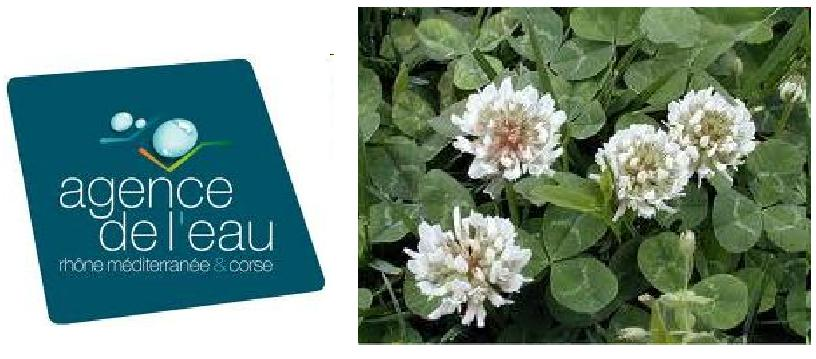 agence
de l'eau
rhône méditerranée & corse